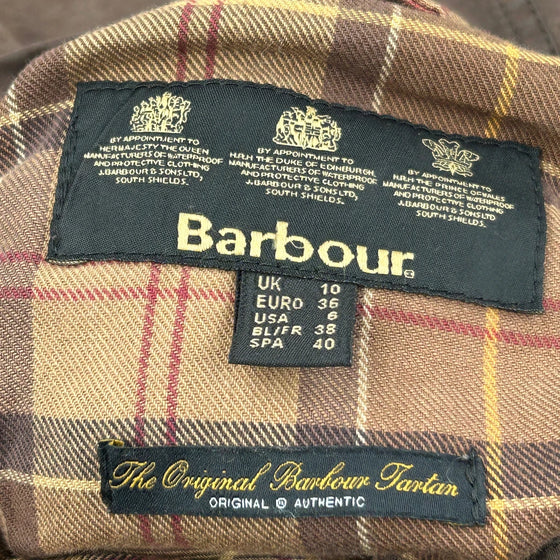 BY APPOINTMENT TO
HER MAJESTY THE QUEEN
MANUFACTURERS OF WATERPROOF
AND PROTECTIVE CLOTHING
J.BARBOUR & SONS LTD,
SOUTH SHIELDS.
BY APPOINTMENT TO
H.R.H THE DUKE OF EDINBURGH
MANUFACTURERS OF WATERPROOF
AND PROTECTIVE CLOTHING
J.BARBOUR & SONS LTD,
SOUTH SHIELDS.
BY APPOINTMENT TO
H.R.H THE PRINCE OF WALES
MANUFACTURERS OF WATERPROOF
AND PROTECTIVE CLOTHING
J.BARBOUR & SONS LTD,
SOUTH SHIELDS.
Barbour
UK 10
EURO 36
USA 6
BL/FR 38
SPA 40
The Original Barbour Tartan
ORIGINAL ® AUTHENTIC